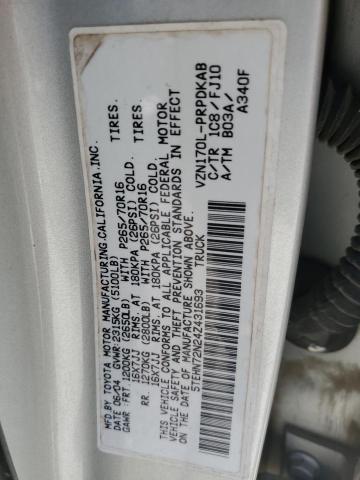 MFD.BY TOYOTA MOTOR MANUFACTURING.CALIFORNIA.INC.
DATE 06/04 GVWR:2315KG(5100LB)
GAWR : FRT.1200KG (2650LB) WITH P265/70R16 TIRES.
16X7JJ RIMS. AT 180KPA (26PSI) COLD.
RR. 1270KG (2800LB) WITH P265/70R16 TIRES.
16X7JJ RIMS. AT 180KPA (26PSI) COLD.
THIS VEHICLE CONFORMS TO ALL APPLICABLE FEDERAL MOTOR
VEHICLE SAFETY AND THEFT PREVENTION STANDARDS IN EFFECT
ON THE DATE OF MANUFACTURE SHOWN ABOVE.
5TEHN72N24Z431693 TRUCK
VZN170L-PRPDKAB
C/TR 1C8/FJ10
A/TM B03A/
A340F